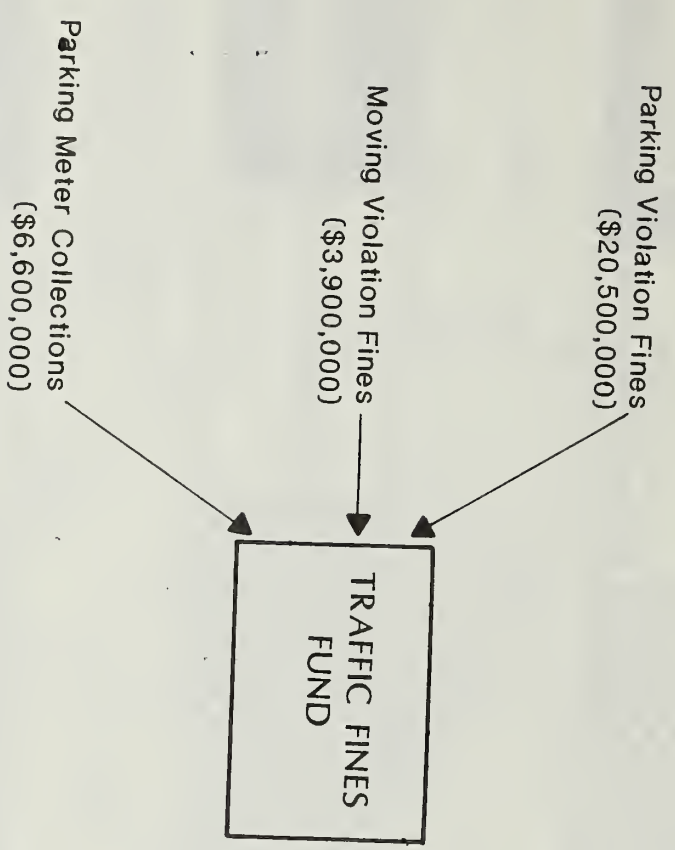 Parking Violation Fines
($20,500,000)
Moving Violation Fines
($3,900,000)
Parking Meter Collections
($6,600,000)
TRAFFIC FINES
FUND